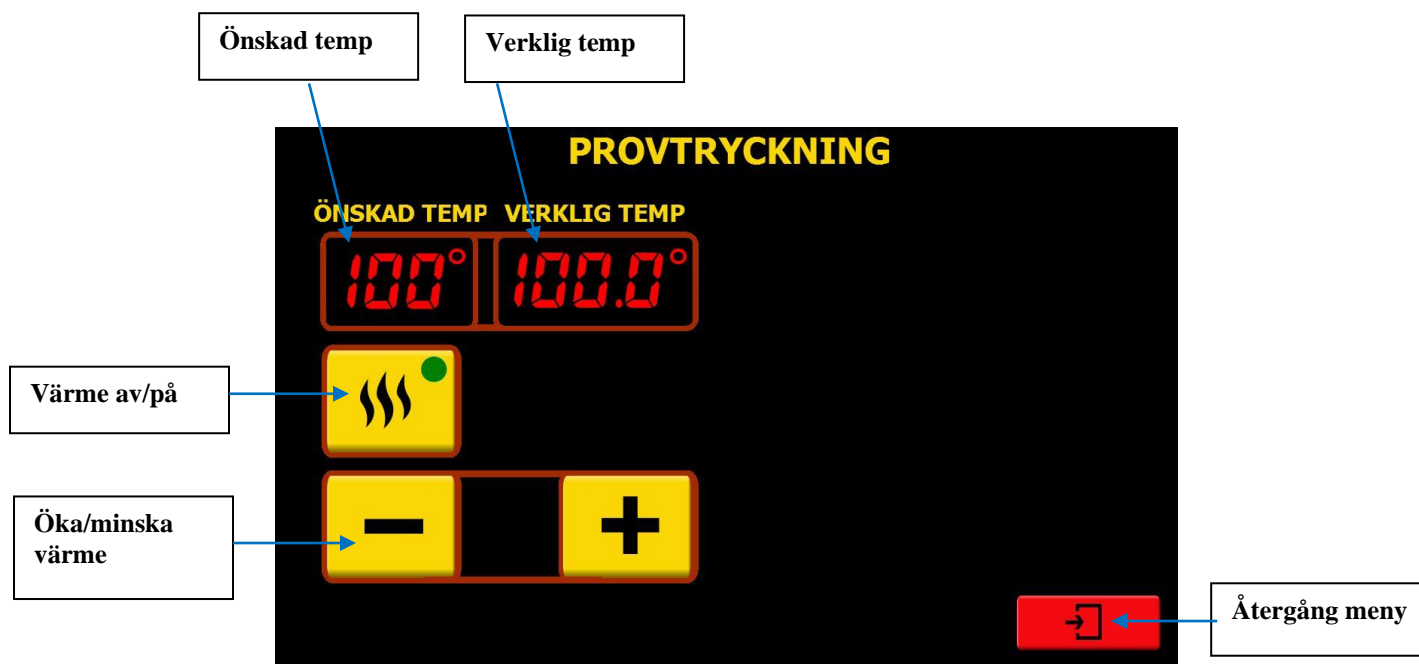 Önskad temp
Verklig temp
PROVTRYCKNING
ÖNSKAD TEMP VERKLIG TEMP
100° 100.0°
Värme av/på
Öka/minska
värme
− +
Återgång meny